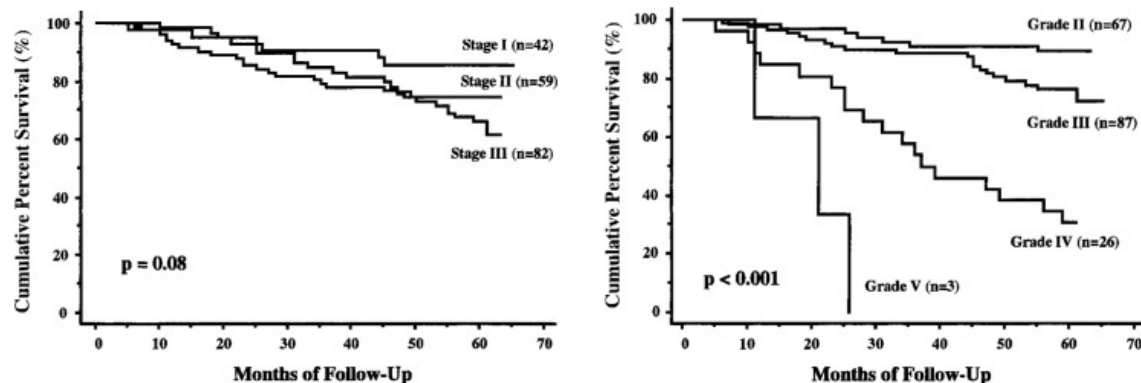 Cumulative Percent Survival (%)
100
80
60
40
20
0
Stage I (n=42)
Stage II (n=59)
Stage III (n=82)
p = 0.08
0 10 20 30 40 50 60 70
Months of Follow-Up
Cumulative Percent Survival (%)
100
80
60
40
20
0
Grade II (n=67)
Grade III (n=87)
Grade IV (n=26)
Grade V (n=3)
p < 0.001
0 10 20 30 40 50 60 70
Months of Follow-Up